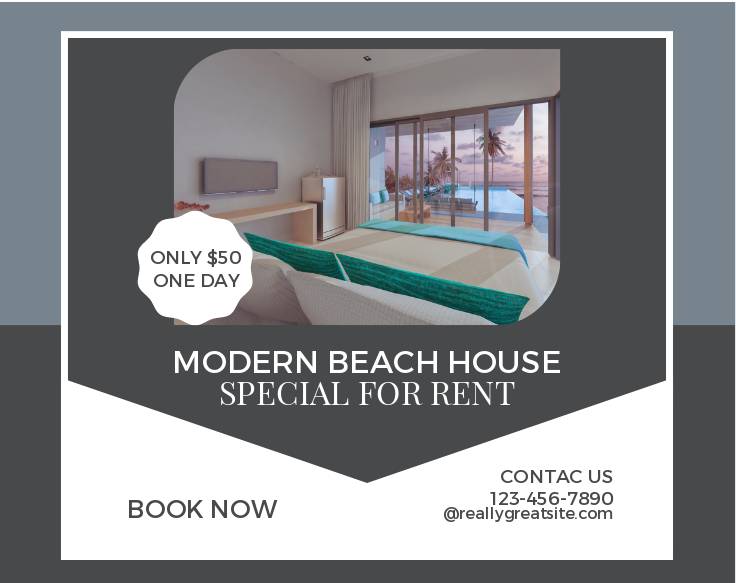 ONLY $50
ONE DAY
MODERN BEACH HOUSE
SPECIAL FOR RENT
BOOK NOW
CONTAC US
123-456-7890
@reallygreatsite.com